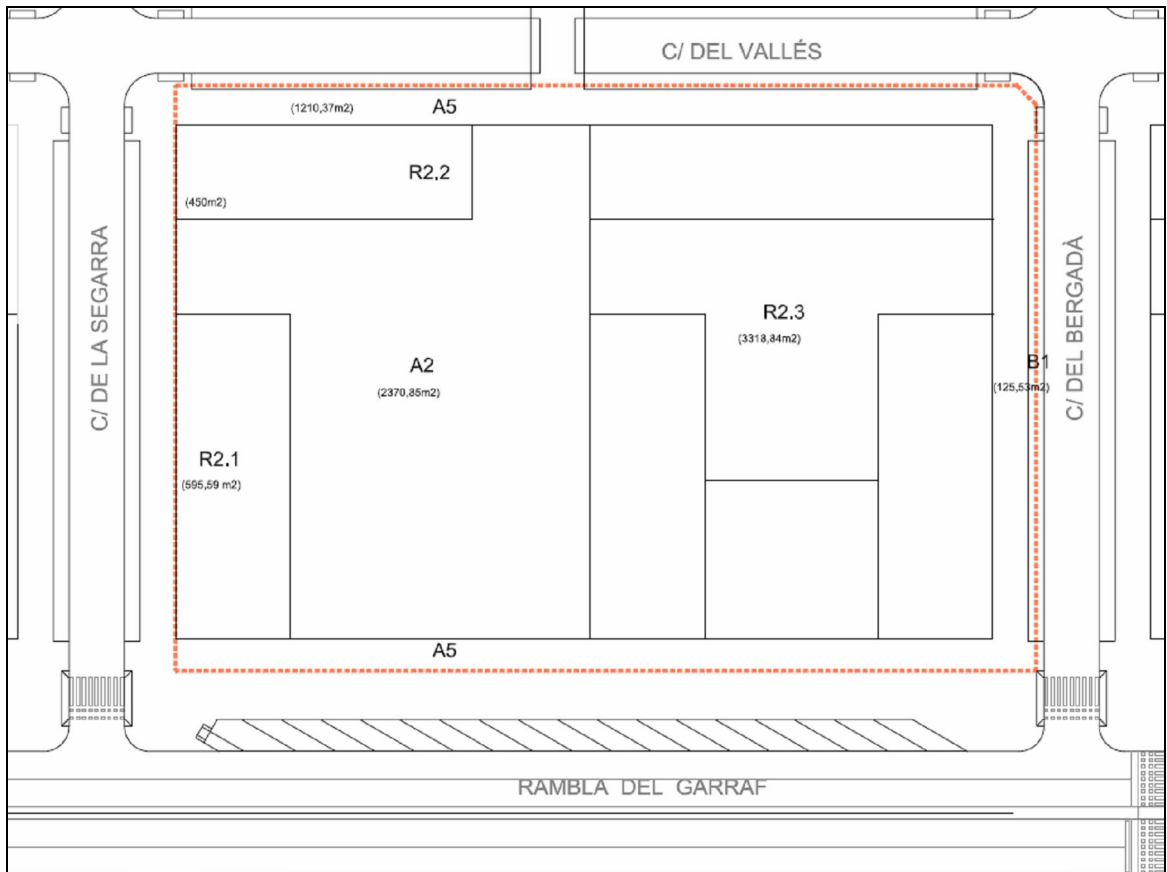 C/ DEL VALLÉS
(1210,37m2)
A5
R2.2
(450m2)
C/ DE LA SEGARRA
C/ DEL BERGADÀ
R2.3
(3318,84m2)
A2
(2370,85m2)
B1
(125,53m2)
R2.1
(595,59 m2)
A5
RAMBLA DEL GARRAF